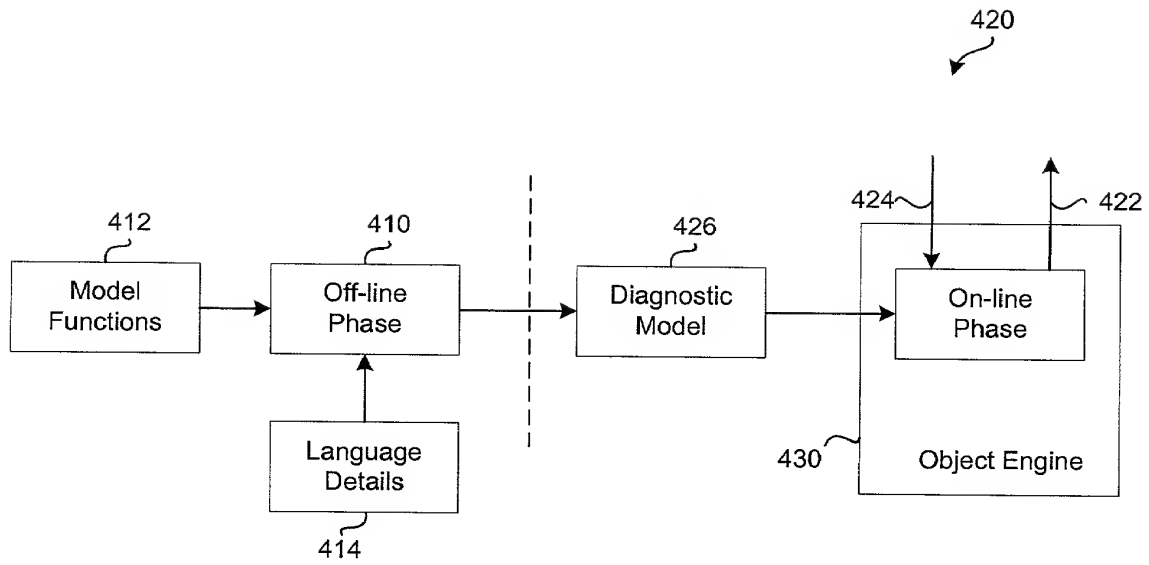 420
424
422
412
410
426
Model
Functions
Off-line
Phase
Diagnostic
Model
On-line
Phase
Language
Details
430
Object Engine
414